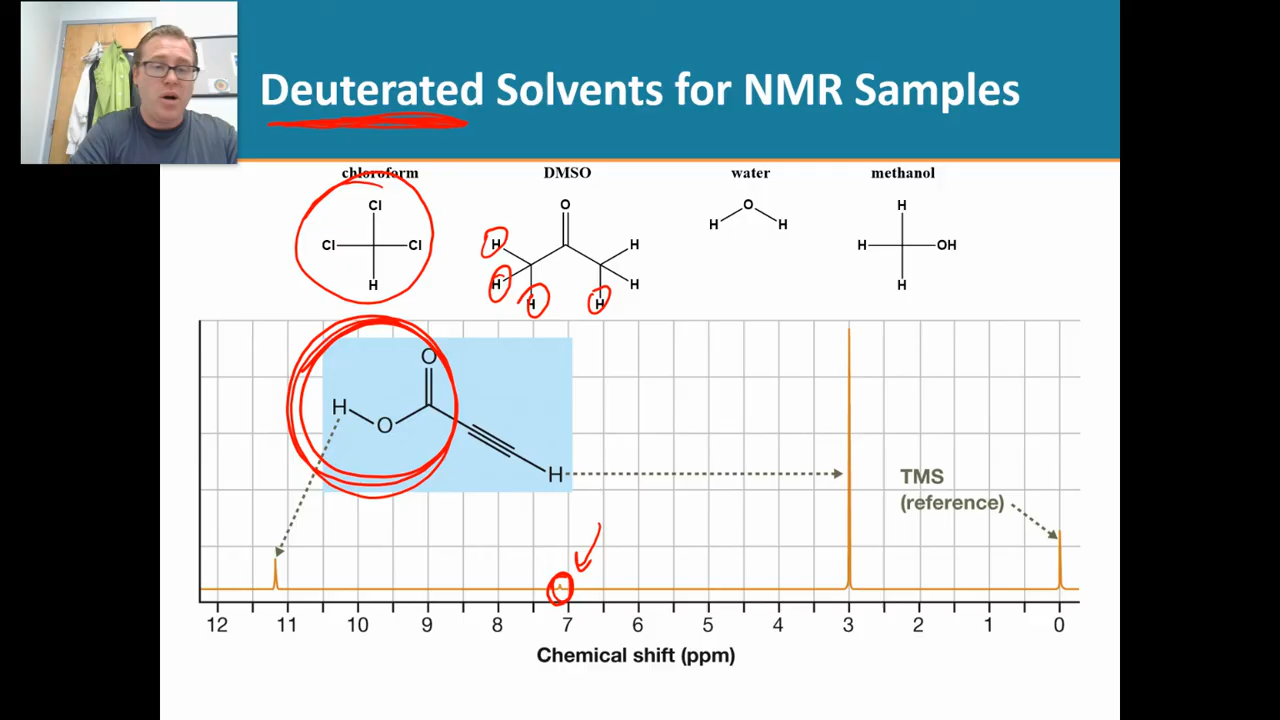 Deuterated Solvents for NMR Samples
chloroform DMSO water methanol
Cl O O H
Cl Cl H H H H H OH
H H H H
H H
O
H
O
H
TMS
(reference)
12 11 10 9 8 7 6 5 4 3 2 1 0
Chemical shift (ppm)